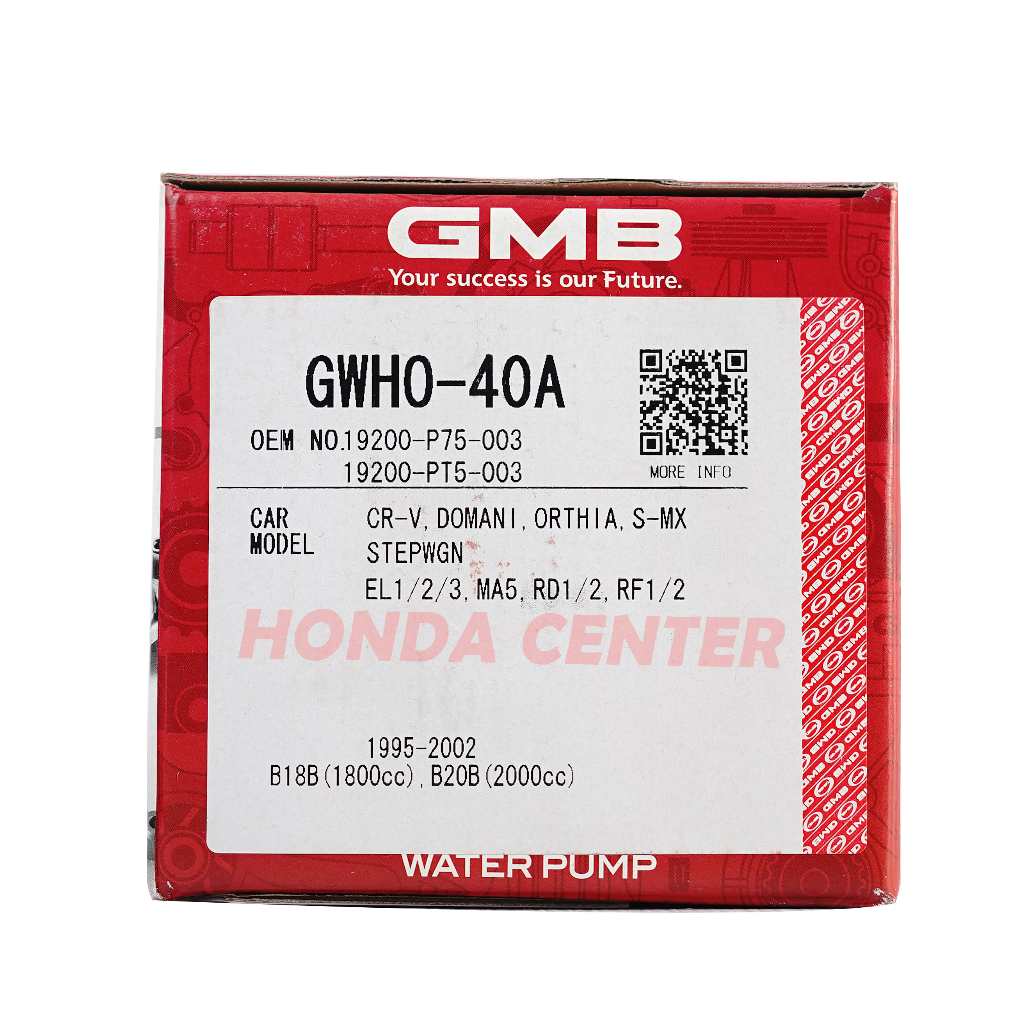 GMB
Your success is our Future.
GWHO-40A
OEM NO.19200-P75-003
19200-PT5-003
MORE INFO
CAR MODEL
CR-V, DOMANI, ORTHIA, S-MX
STEPWGN
EL1/2/3, MA5, RD1/2, RF1/2
HONDA CENTER
1995-2002
B18B(1800cc), B20B(2000cc)
WATER PUMP